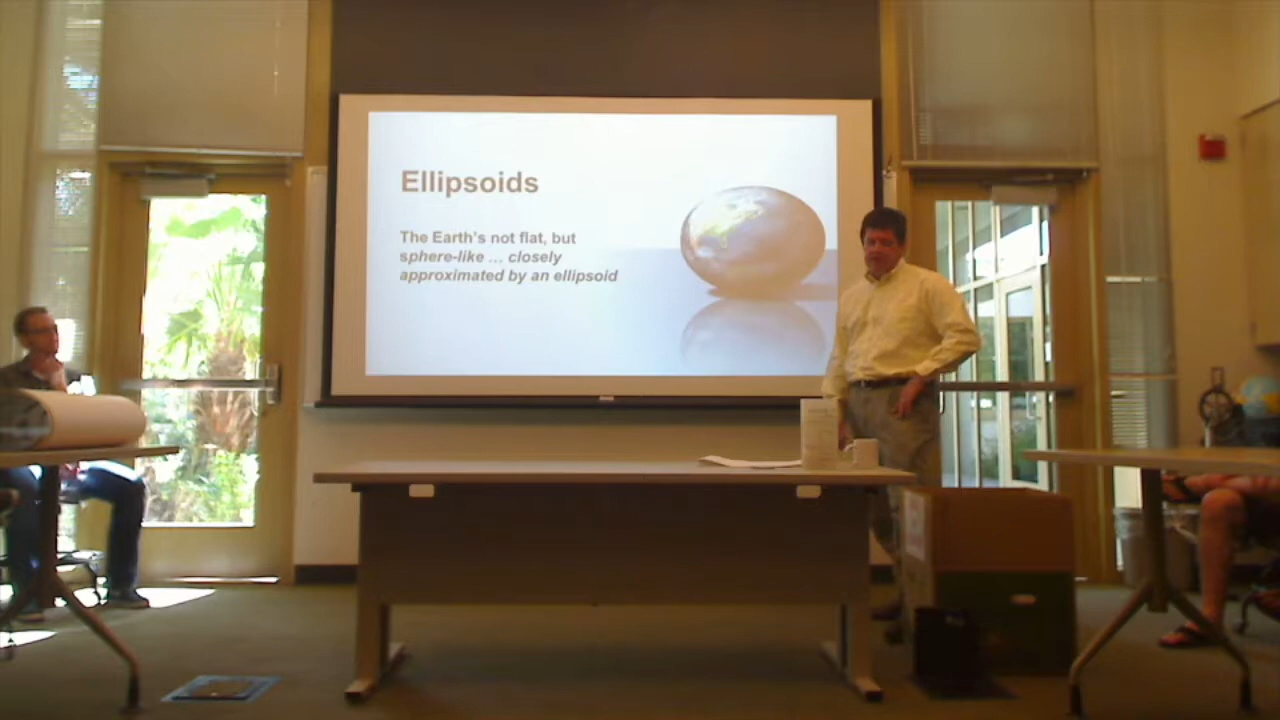 Ellipsoids
The Earth's not flat, but
sphere-like ... closely
approximated by an ellipsoid